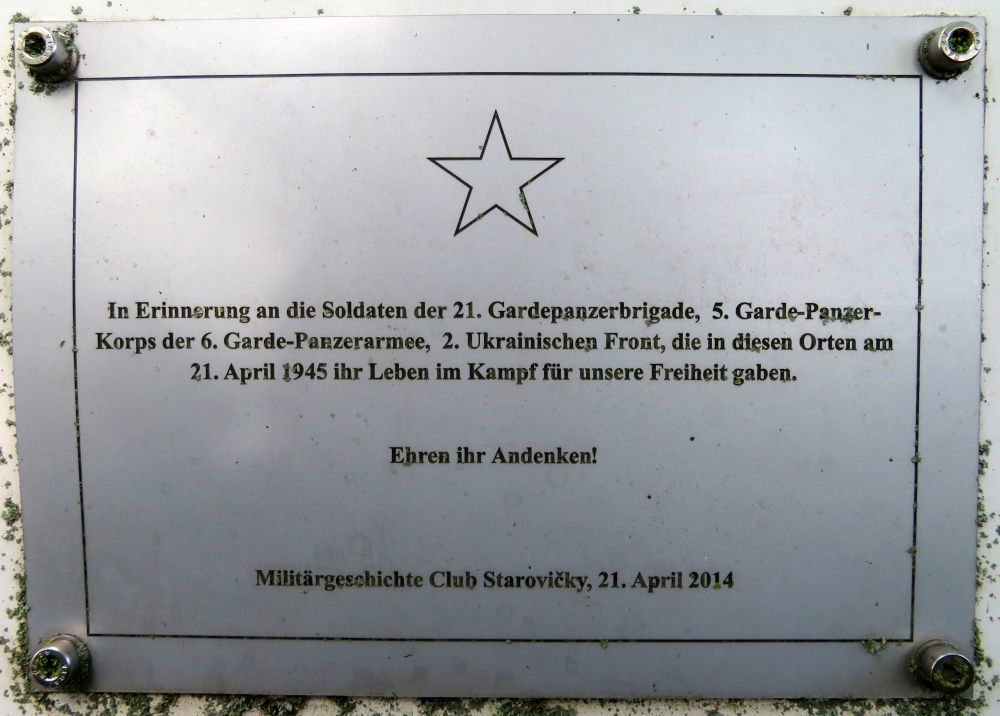 In Erinnerung an die Soldaten der 21. Gardepanzerbrigade, 5. Garde-Panzer-
Korps der 6. Garde-Panzerarmee, 2. Ukrainischen Front, die in diesen Orten am
21. April 1945 ihr Leben im Kampf für unsere Freiheit gaben.
Ehren ihr Andenken!
Militärgeschichte Club Starovičky, 21. April 2014